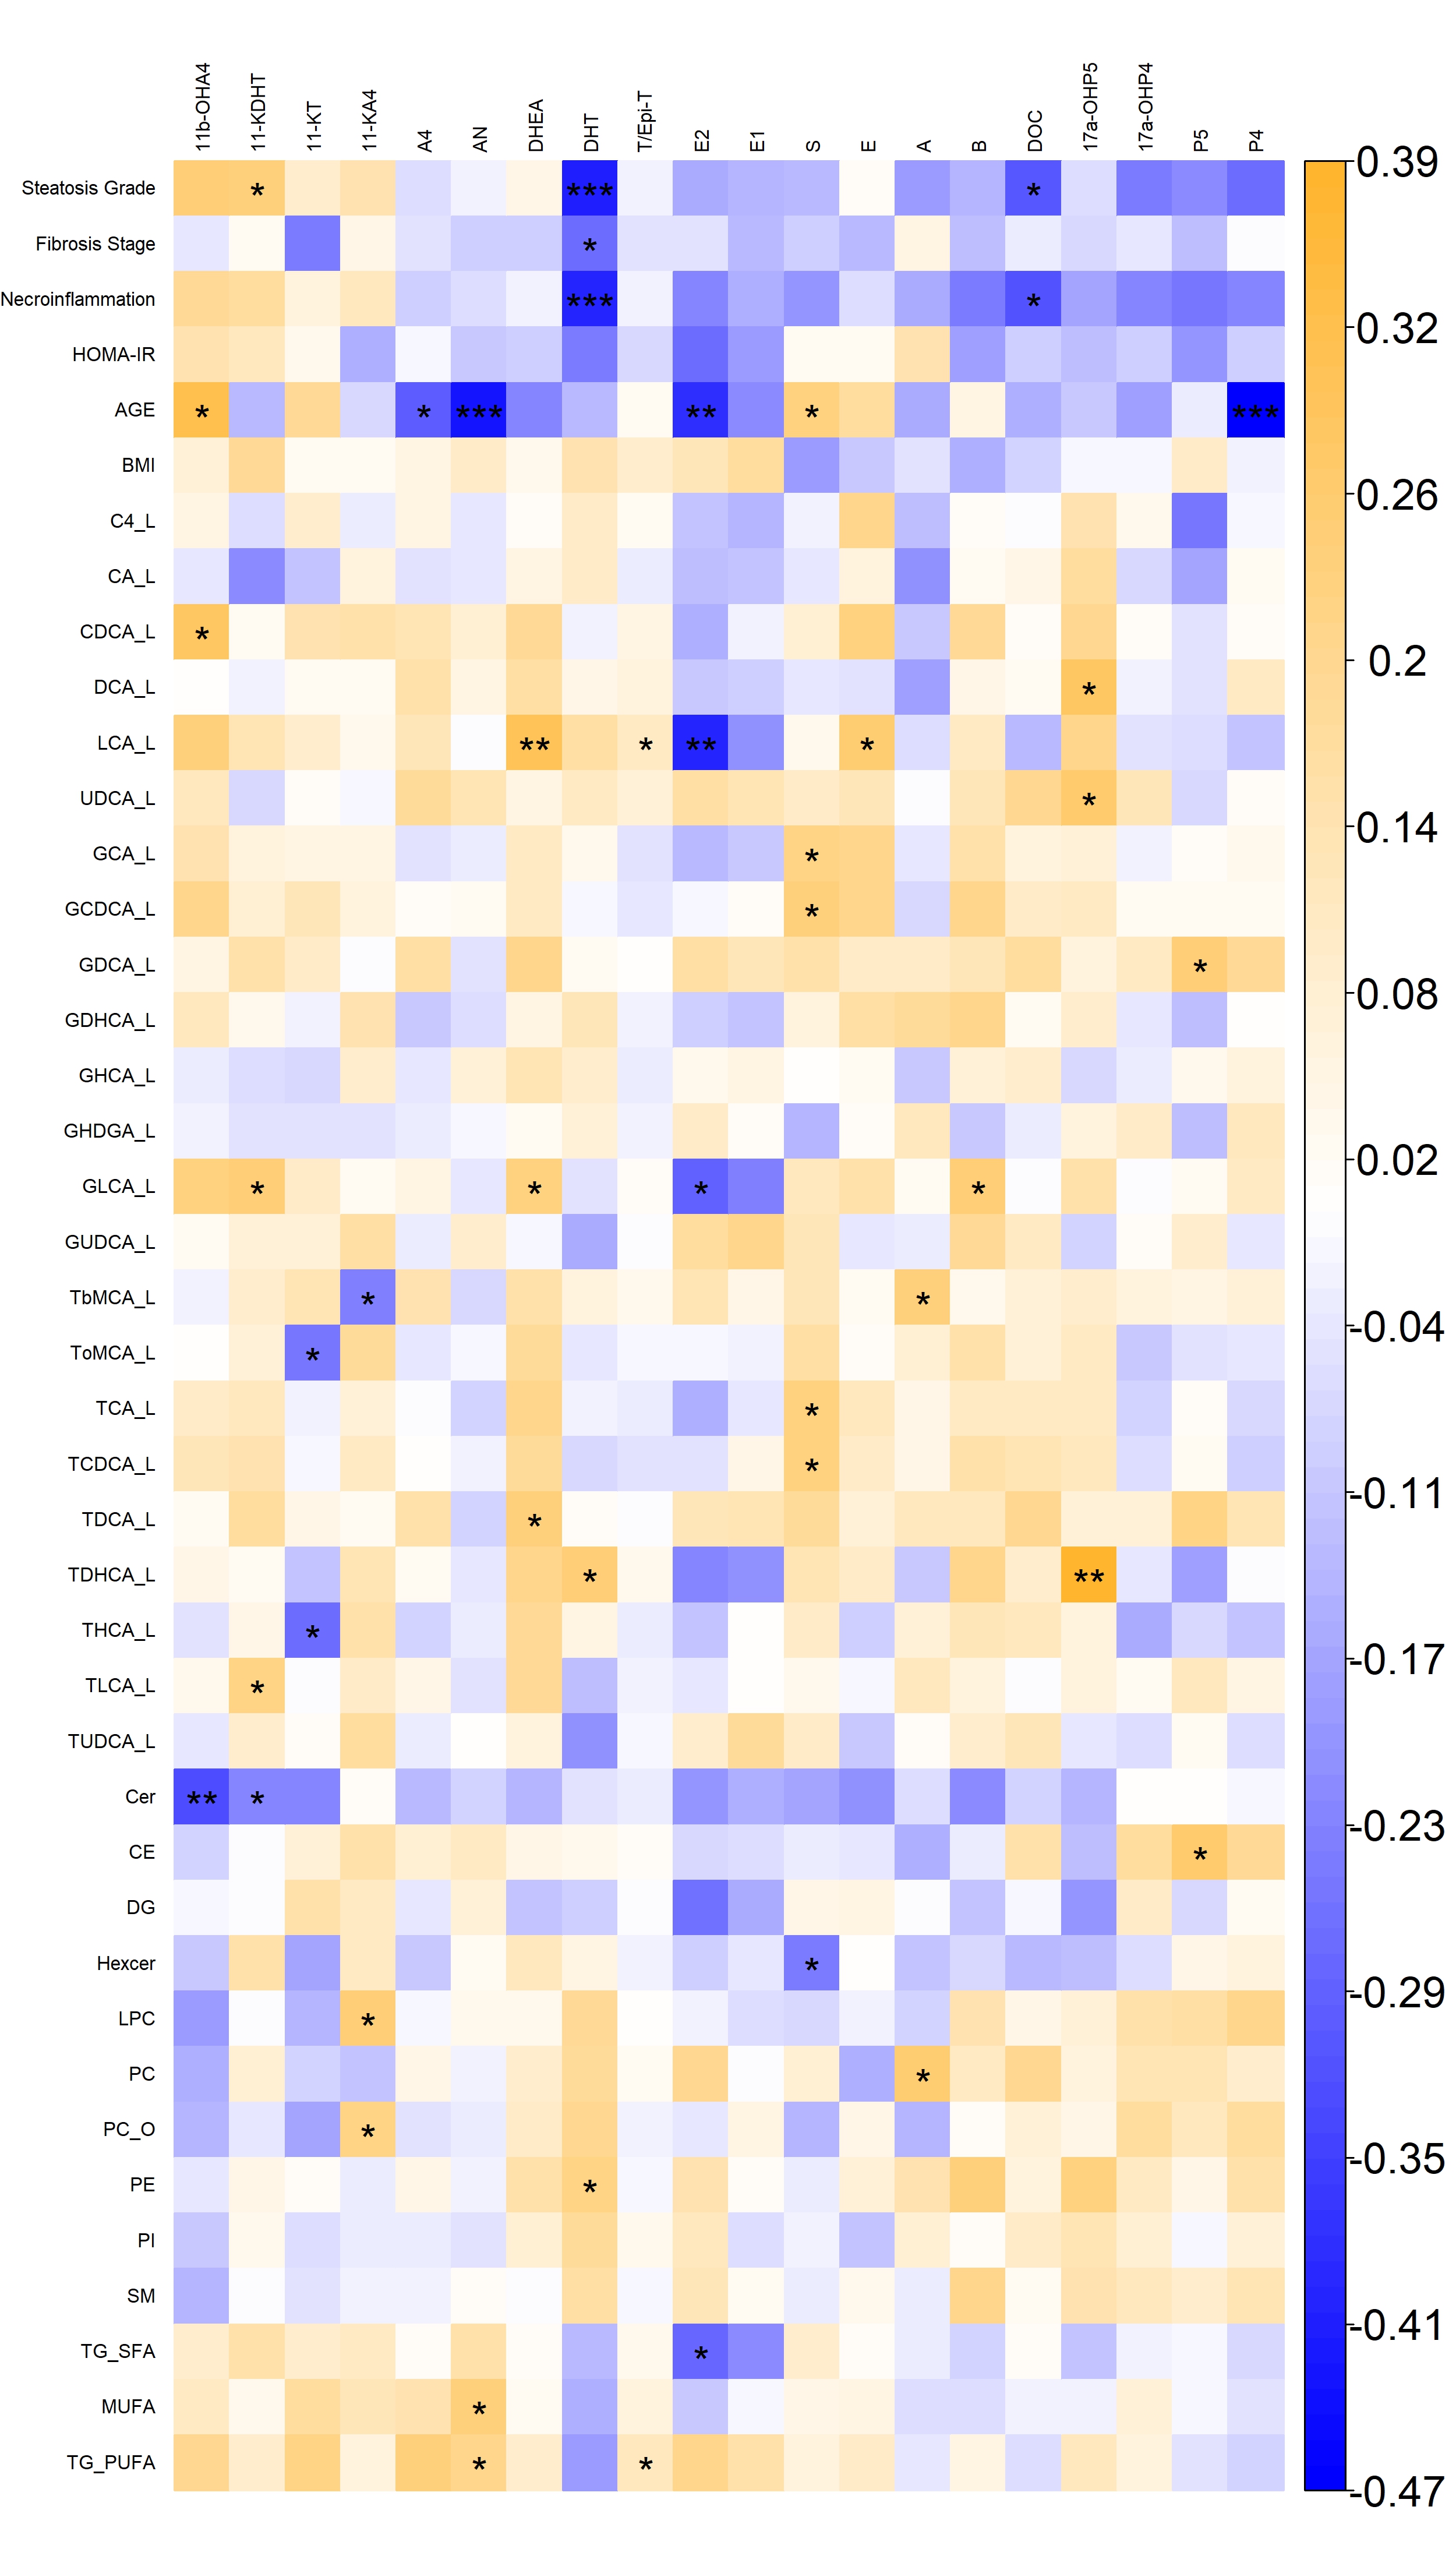 11b-OHA4 11-KDHT 11-KT 11-KA4 A4 AN DHEA DHT T/Epi-T E2 E1 S E A B DOC 17a-OHP5 17a-OHP4 P5 P4
Steatosis Grade * *** *
Fibrosis Stage *
Necroinflammation *** *
HOMA-IR
AGE * * *** ** * ***
BMI
C4_L
CA_L
CDCA_L *
DCA_L *
LCA_L ** * ** *
UDCA_L *
GCA_L *
GCDCA_L *
GDCA_L *
GDHCA_L
GHCA_L
GHDGA_L
GLCA_L * * * *
GUDCA_L
TbMCA_L * *
ToMCA_L *
TCA_L *
TCDCA_L *
TDCA_L *
TDHCA_L * **
THCA_L *
TLCA_L *
TUDCA_L
Cer ** *
CE *
DG
Hexcer *
LPC *
PC *
PC_O *
PE *
PI
SM
TG_SFA *
MUFA *
TG_PUFA * *
0.39
0.32
0.26
0.2
0.14
0.08
0.02
-0.04
-0.11
-0.17
-0.23
-0.29
-0.35
-0.41
-0.47